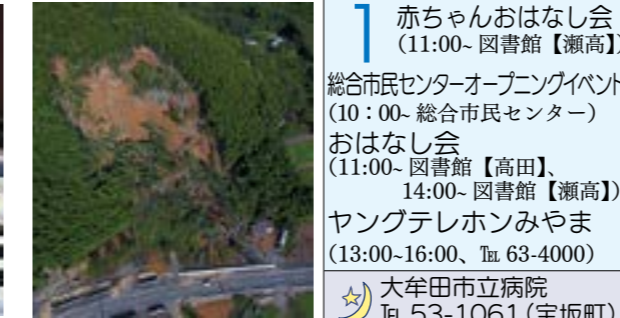 1
赤ちゃんおはなし会
(11:00~ 図書館【瀬高】)
総合市民センターオープニングイベント
(10：00~ 総合市民センター)
おはなし会
(11:00~ 図書館【高田】、
14:00~ 図書館【瀬高】)
ヤングテレホンみやま
(13:00~16:00、℡ 63-4000)
大牟田市立病院
℡ 53-1061(宝坂町)